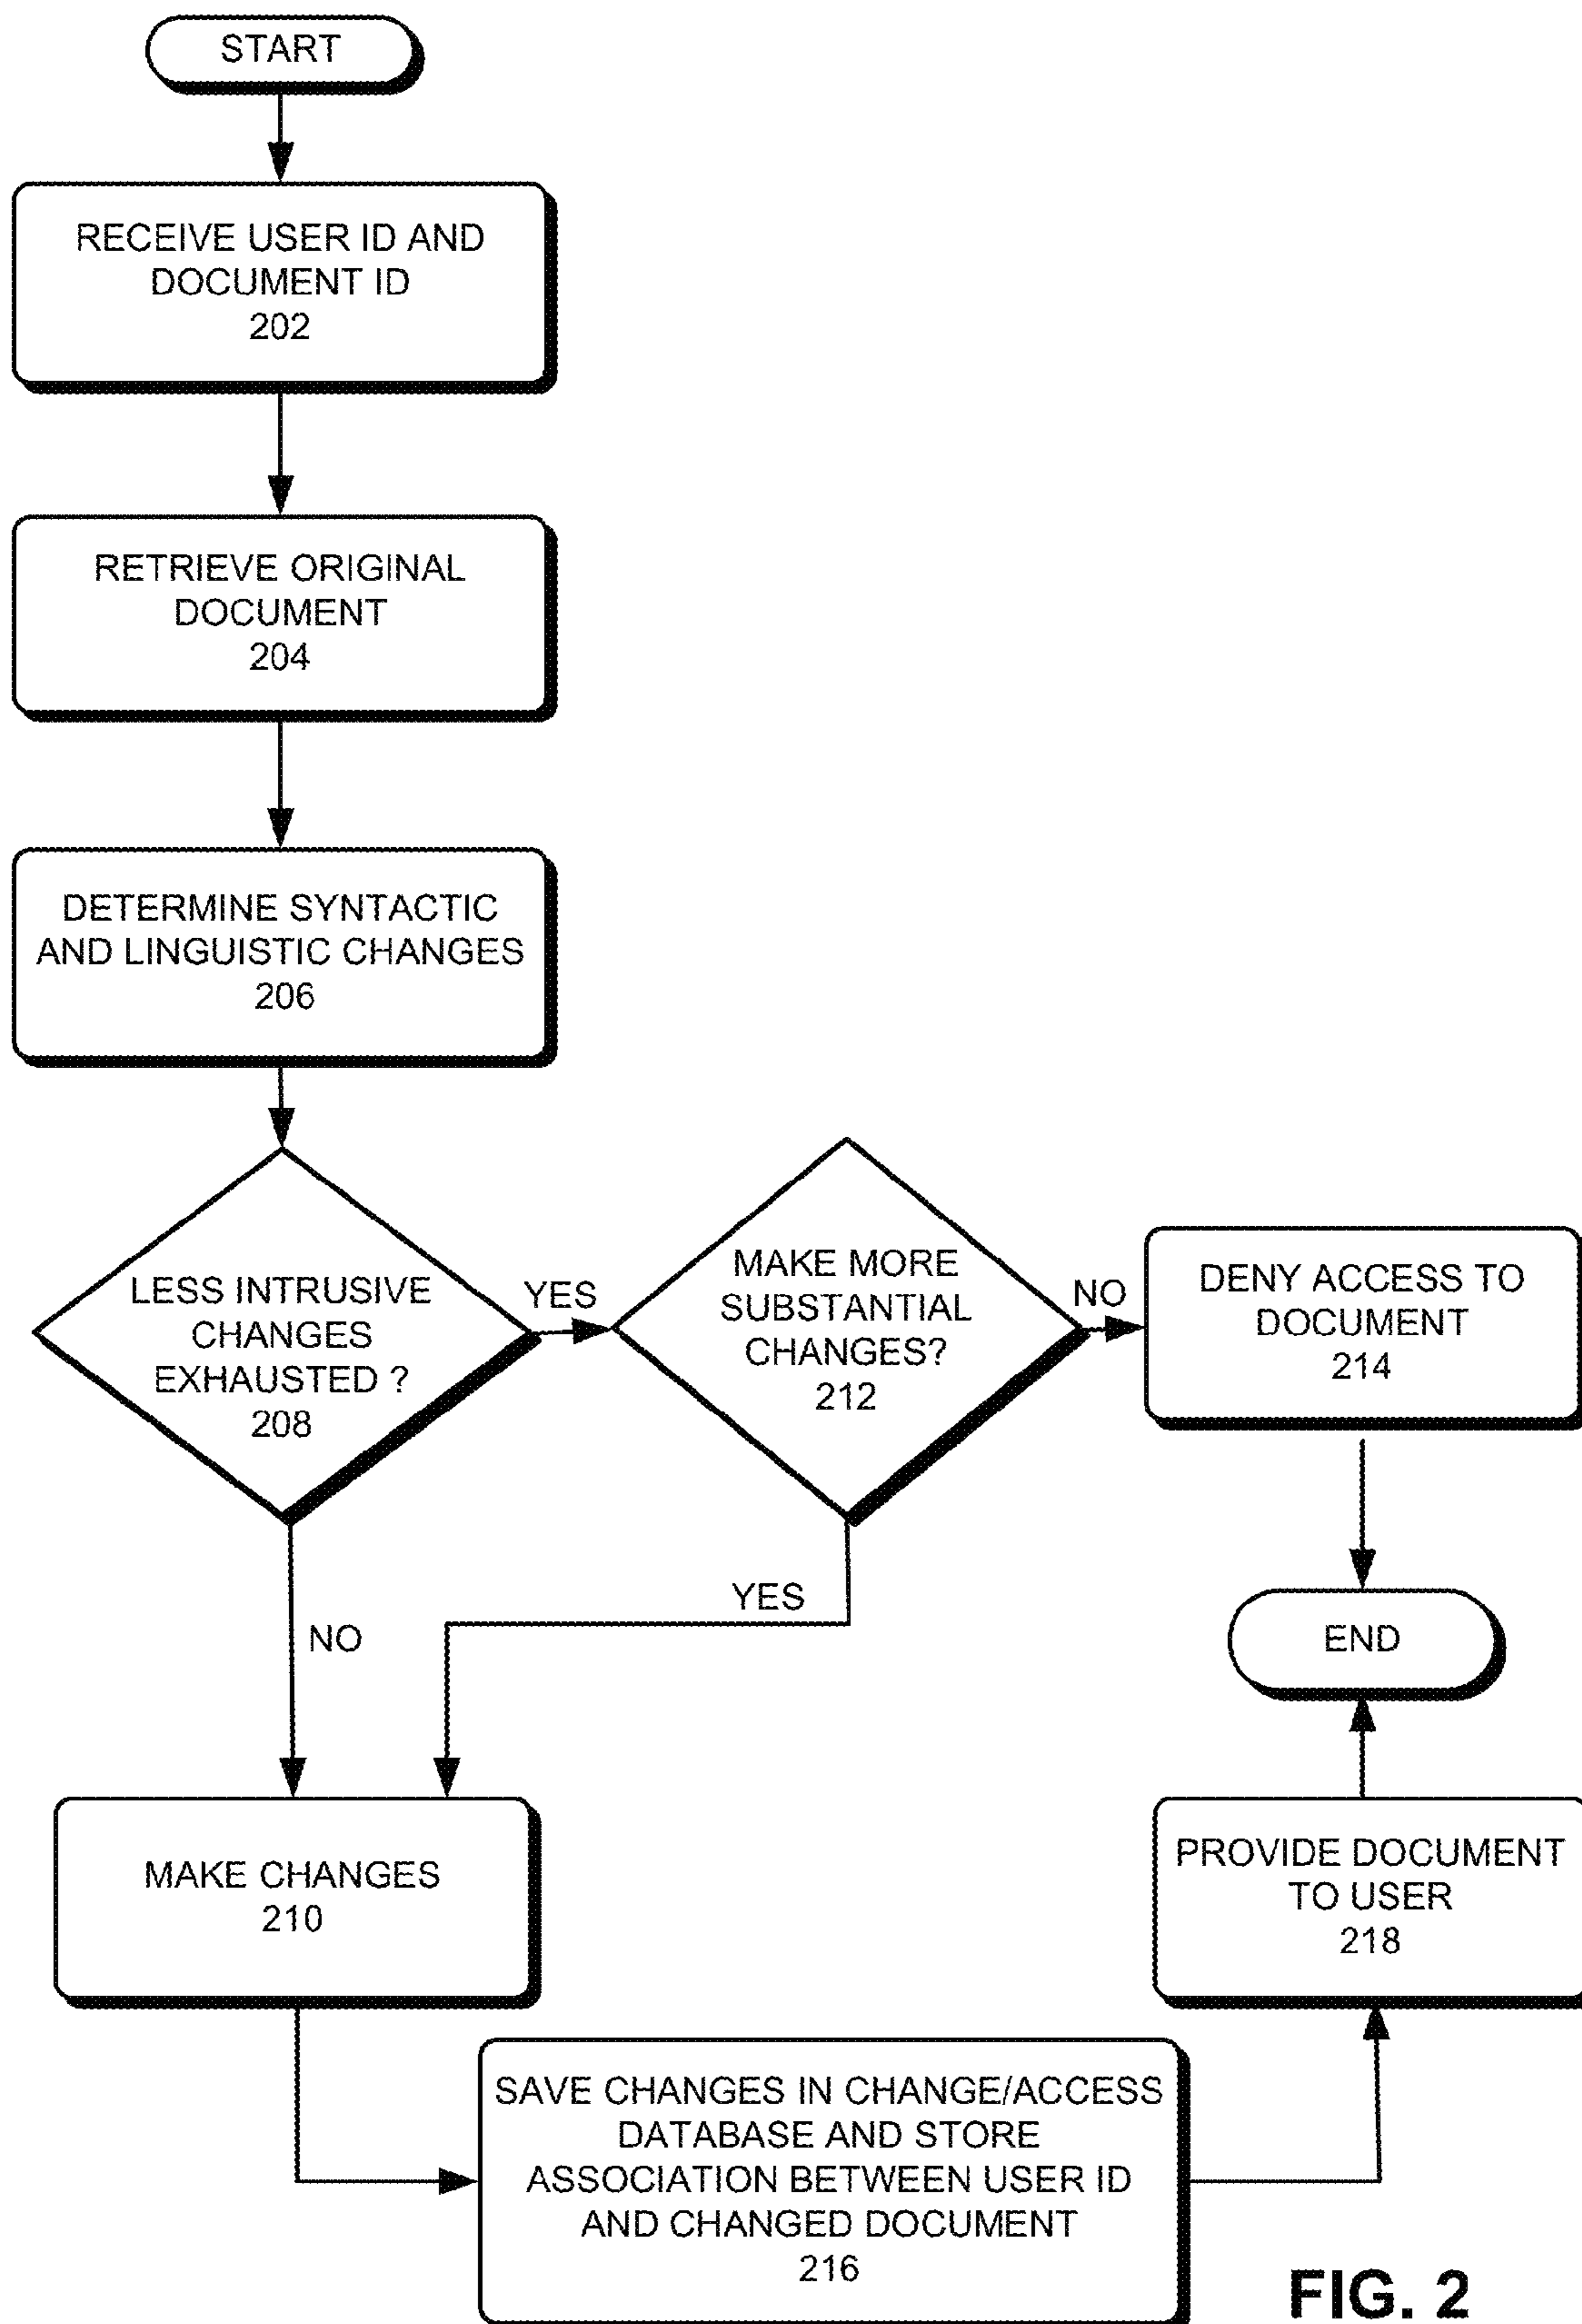 START
RECEIVE USER ID AND
DOCUMENT ID
202
RETRIEVE ORIGINAL
DOCUMENT
204
DETERMINE SYNTACTIC
AND LINGUISTIC CHANGES
206
LESS INTRUSIVE
CHANGES
EXHAUSTED ?
208
YES
MAKE MORE
SUBSTANTIAL
CHANGES?
212
NO
DENY ACCESS TO
DOCUMENT
214
YES
NO
END
MAKE CHANGES
210
PROVIDE DOCUMENT
TO USER
218
SAVE CHANGES IN CHANGE/ACCESS
DATABASE AND STORE
ASSOCIATION BETWEEN USER ID
AND CHANGED DOCUMENT
216
FIG. 2